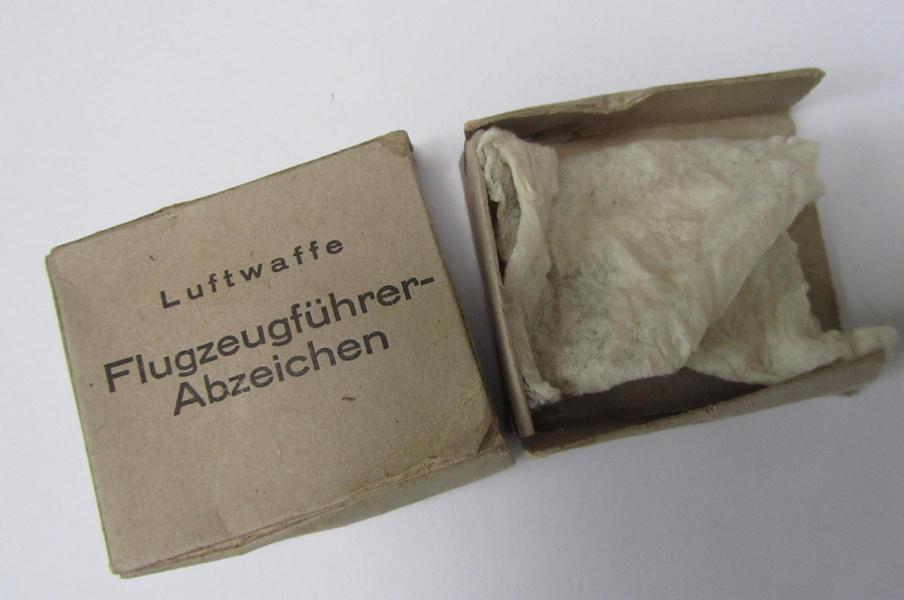 Luftwaffe
Flugzeugführer-
Abzeichen